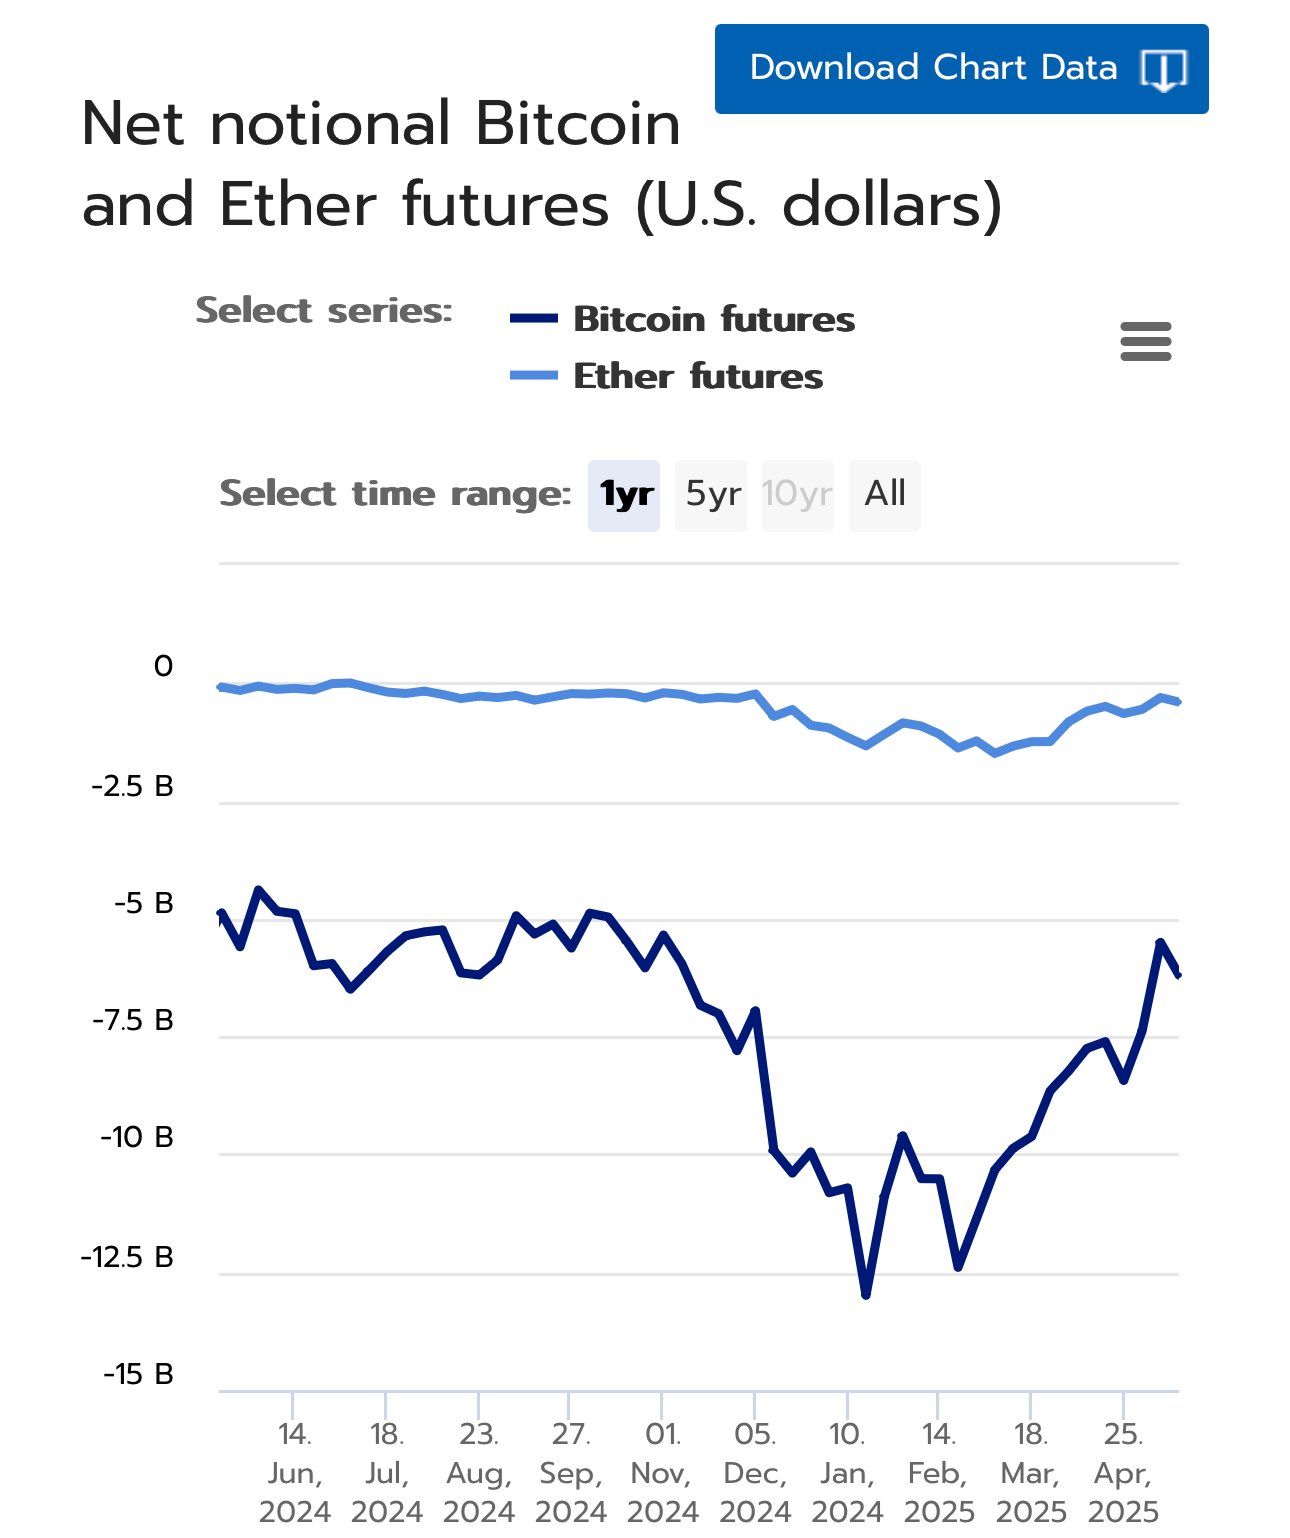 Download Chart Data
Net notional Bitcoin
and Ether futures (U.S. dollars)
Select series:
Bitcoin futures
Ether futures
Select time range: 1yr 5yr 10yr All
0
-2.5 B
-5 B
-7.5 B
-10 B
-12.5 B
-15 B
14. 18. 23. 27. 01. 05. 10. 14. 18. 25.
Jun, Jul, Aug, Sep, Nov, Dec, Jan, Feb, Mar, Apr,
2024 2024 2024 2024 2024 2024 2024 2025 2025 2025